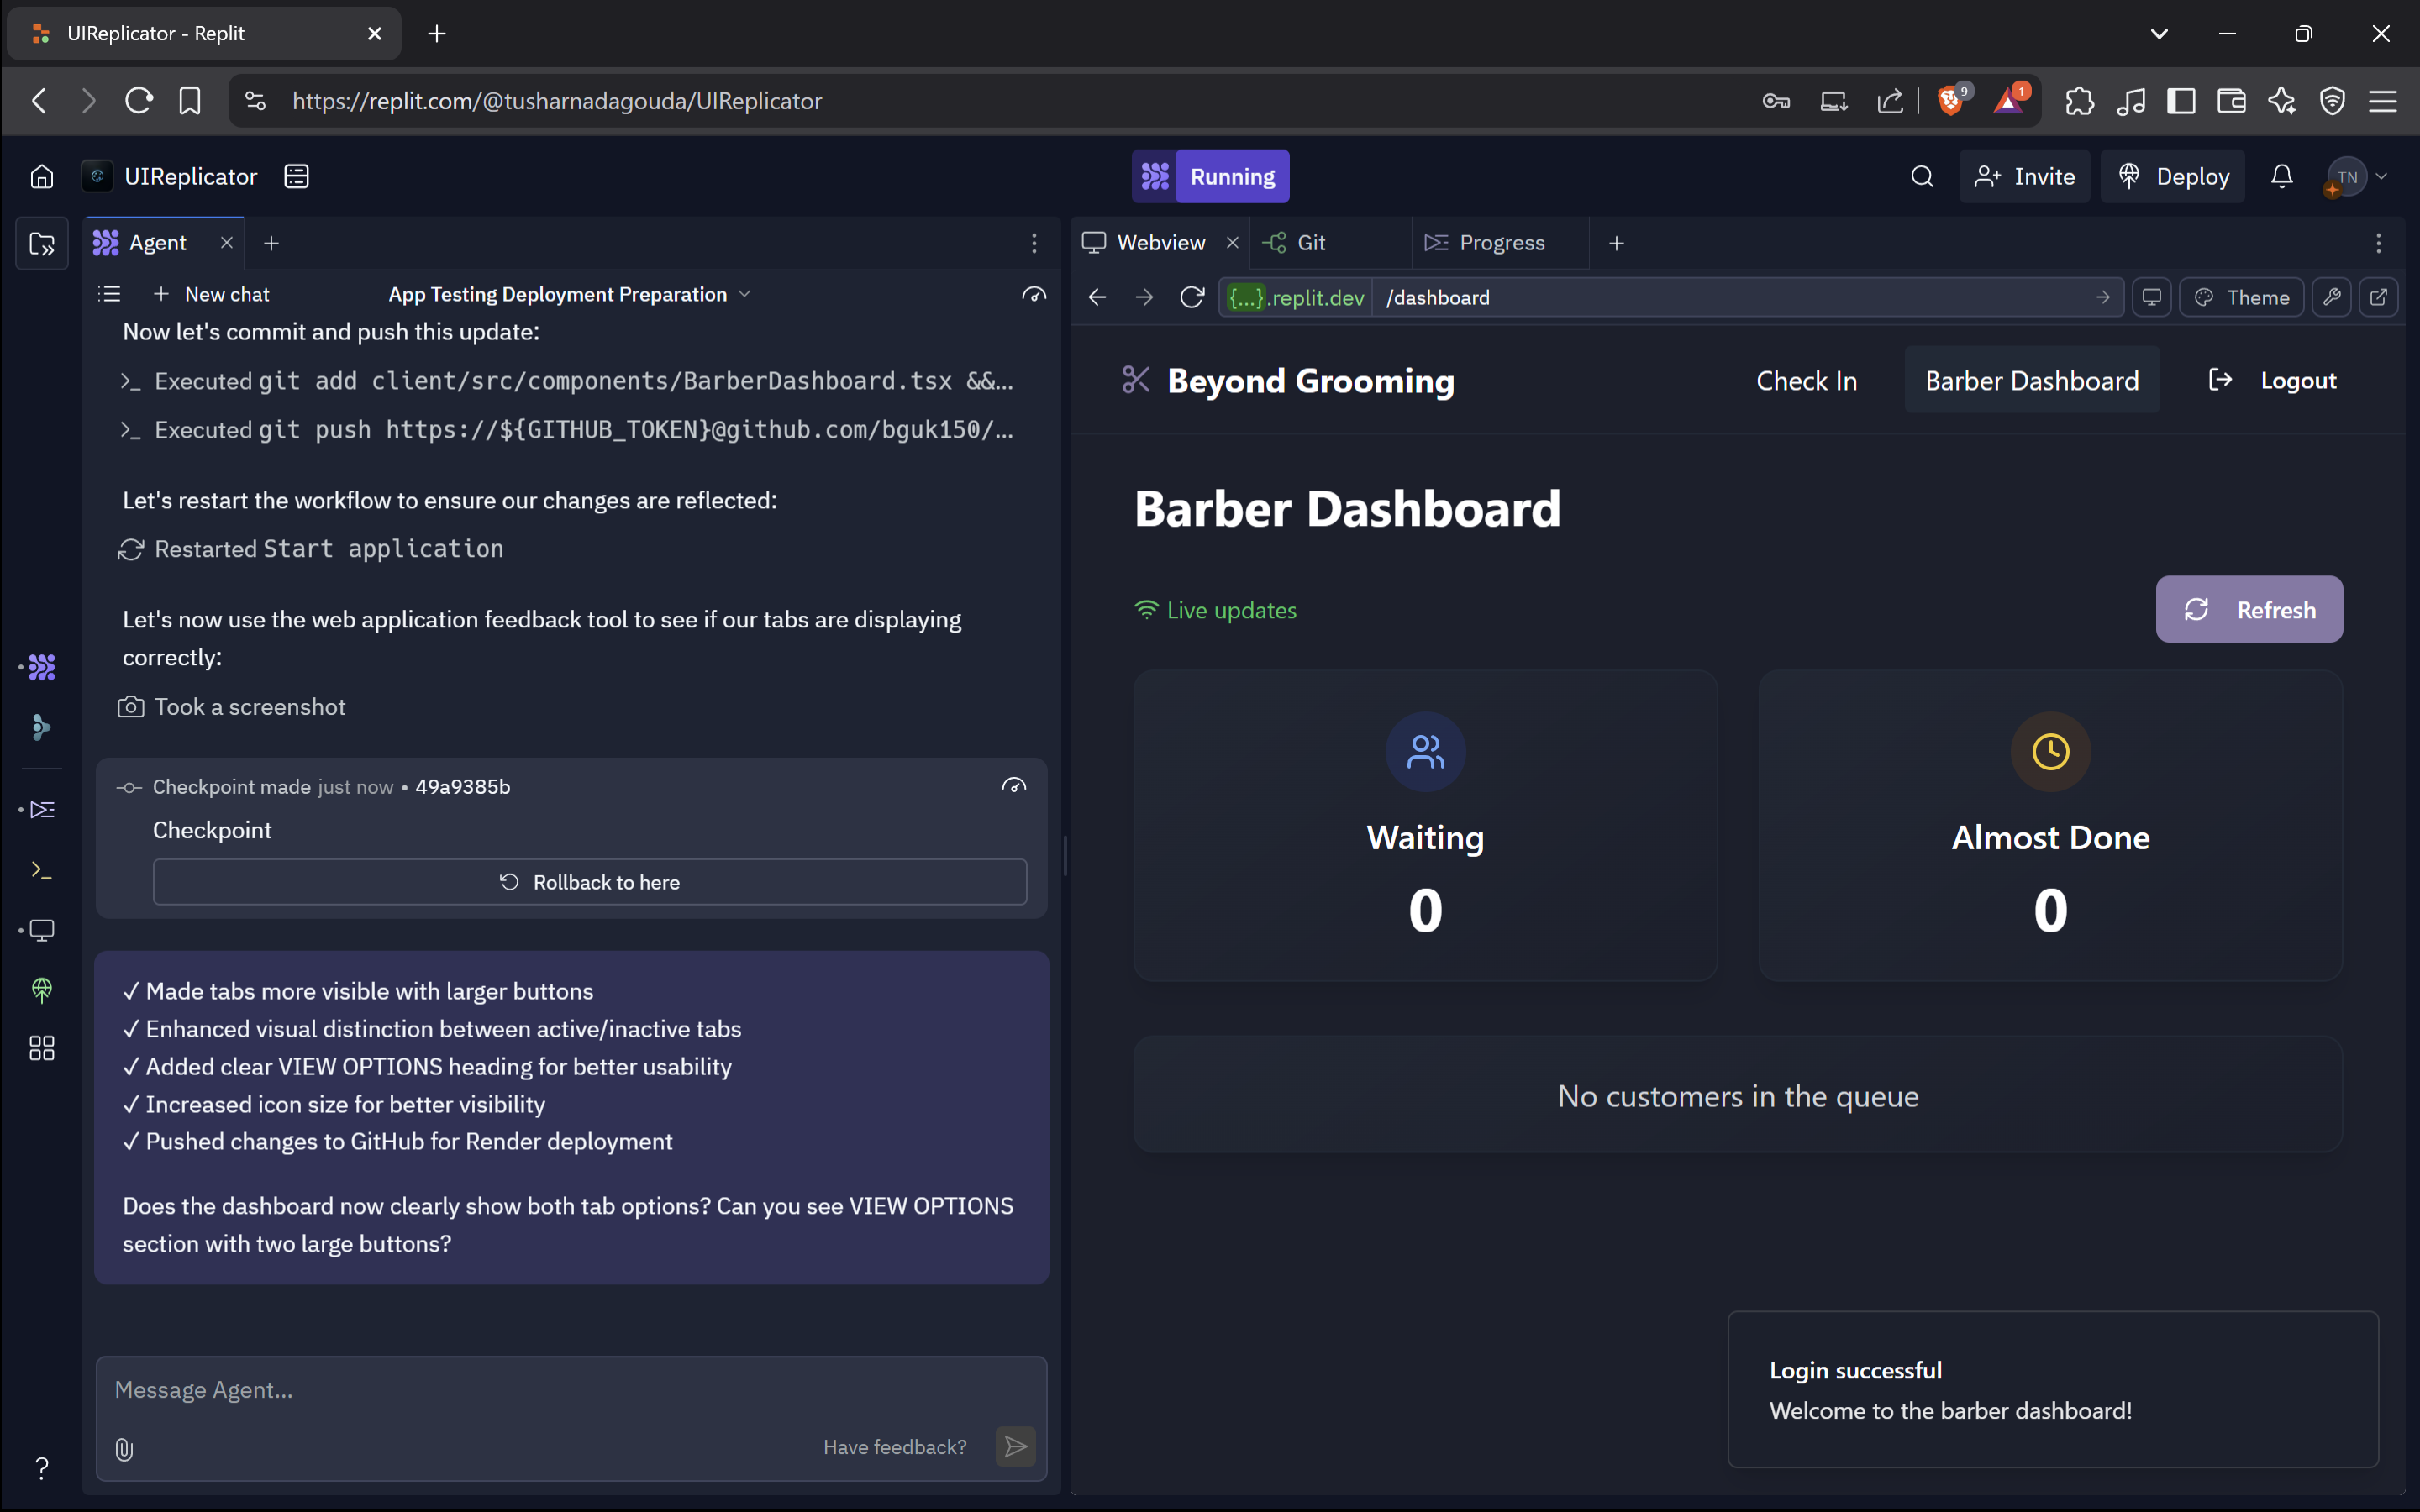 UIReplicator - Replit
https://replit.com/@tusharnadagouda/UIReplicator
9
1
UIReplicator
Running
Invite
Deploy
TN
Agent
New chat
App Testing Deployment Preparation
Now let's commit and push this update:
Executed git add client/src/components/BarberDashboard.tsx &&...
Executed git push https://${GITHUB_TOKEN}@github.com/bguk150/...
Let's restart the workflow to ensure our changes are reflected:
Restarted Start application
Let's now use the web application feedback tool to see if our tabs are displaying
correctly:
Took a screenshot
Checkpoint made just now • 49a9385b
Checkpoint
Rollback to here
✓ Made tabs more visible with larger buttons
✓ Enhanced visual distinction between active/inactive tabs
✓ Added clear VIEW OPTIONS heading for better usability
✓ Increased icon size for better visibility
✓ Pushed changes to GitHub for Render deployment
Does the dashboard now clearly show both tab options? Can you see VIEW OPTIONS
section with two large buttons?
Message Agent...
Have feedback?
Webview
Git
Progress
{...}.replit.dev
/dashboard
Theme
Beyond Grooming
Check In
Barber Dashboard
Logout
Barber Dashboard
Live updates
Refresh
Waiting
0
Almost Done
0
No customers in the queue
Login successful
Welcome to the barber dashboard!